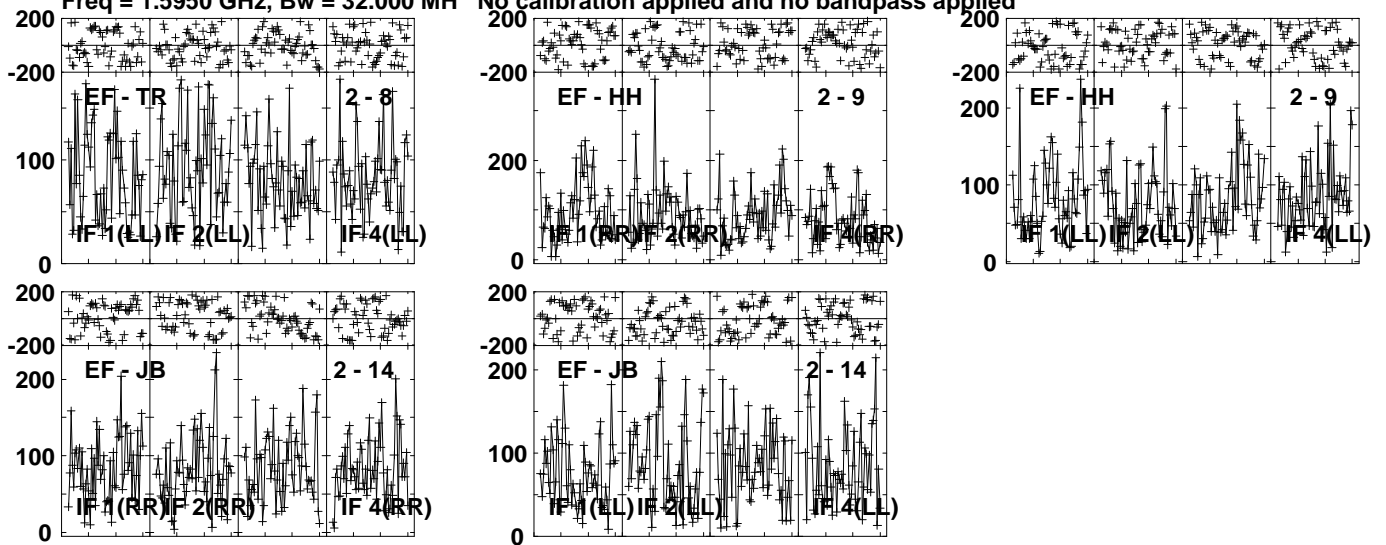 Freq = 1.5950 GHz, Bw = 32.000 MH No calibration applied and no bandpass applied
200
-200
EF - TR 2 - 8
100
IF 1(LL) IF 2(LL) IF 4(LL)
0
200
-200
EF - HH 2 - 9
200
IF 1(RR) IF 2(RR) IF 4(RR)
0
200
-200
EF - HH 2 - 9
200
100
IF 1(LL) IF 2(LL) IF 4(LL)
0
200
-200
EF - JB 2 - 14
200
100
IF 1(RR) IF 2(RR) IF 4(RR)
0
200
-200
EF - JB 2 - 14
200
100
IF 1(LL) IF 2(LL) IF 4(LL)
0